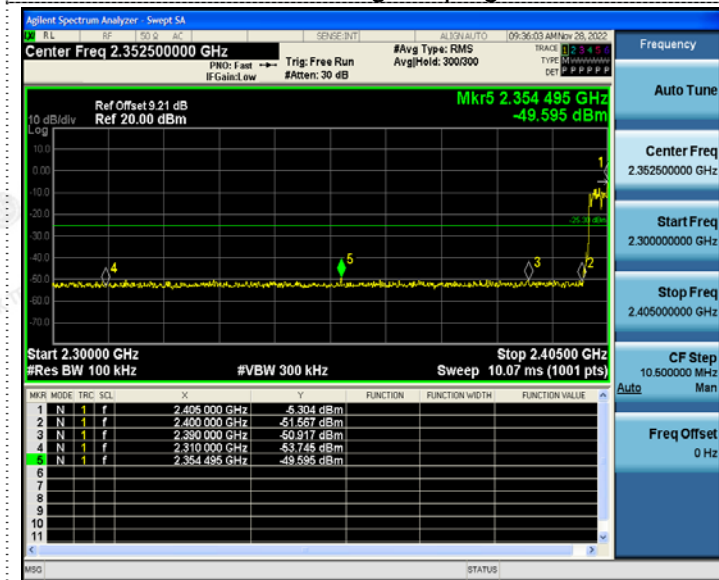 Agilent Spectrum Analyzer - Swept SA
RL RF 50 Ω AC SENSE:INT ALIGN AUTO 09:36:03 AM Nov 28, 2022
Center Freq 2.352500000 GHz
PNO: Fast
IFGain:Low
Trig: Free Run
#Atten: 30 dB
#Avg Type: RMS
Avg|Hold: 300/300
TRACE 1 2 3 4 5 6
TYPE M
DET P P P P P P
Ref Offset 9.21 dB
Ref 20.00 dBm
10 dB/div
Log
Mkr5 2.354 495 GHz
-49.595 dBm
10.0
0.00
-10.0
-20.0
-30.0
-40.0
-50.0
-60.0
-70.0
1
2
3
4
5
Start 2.30000 GHz
Stop 2.40500 GHz
#Res BW 100 kHz #VBW 300 kHz Sweep 10.07 ms (1001 pts)
MKR MODE TRC SCL X Y FUNCTION FUNCTION WIDTH FUNCTION VALUE
1 N 1 f 2.405 000 GHz -5.304 dBm
2 N 1 f 2.400 000 GHz -51.567 dBm
3 N 1 f 2.390 000 GHz -50.917 dBm
4 N 1 f 2.310 000 GHz -53.745 dBm
5 N 1 f 2.354 495 GHz -49.595 dBm
6
7
8
9
10
11
MSG STATUS
Frequency
Auto Tune
Center Freq
2.352500000 GHz
Start Freq
2.300000000 GHz
Stop Freq
2.405000000 GHz
CF Step
10.500000 MHz
Auto Man
Freq Offset
0 Hz